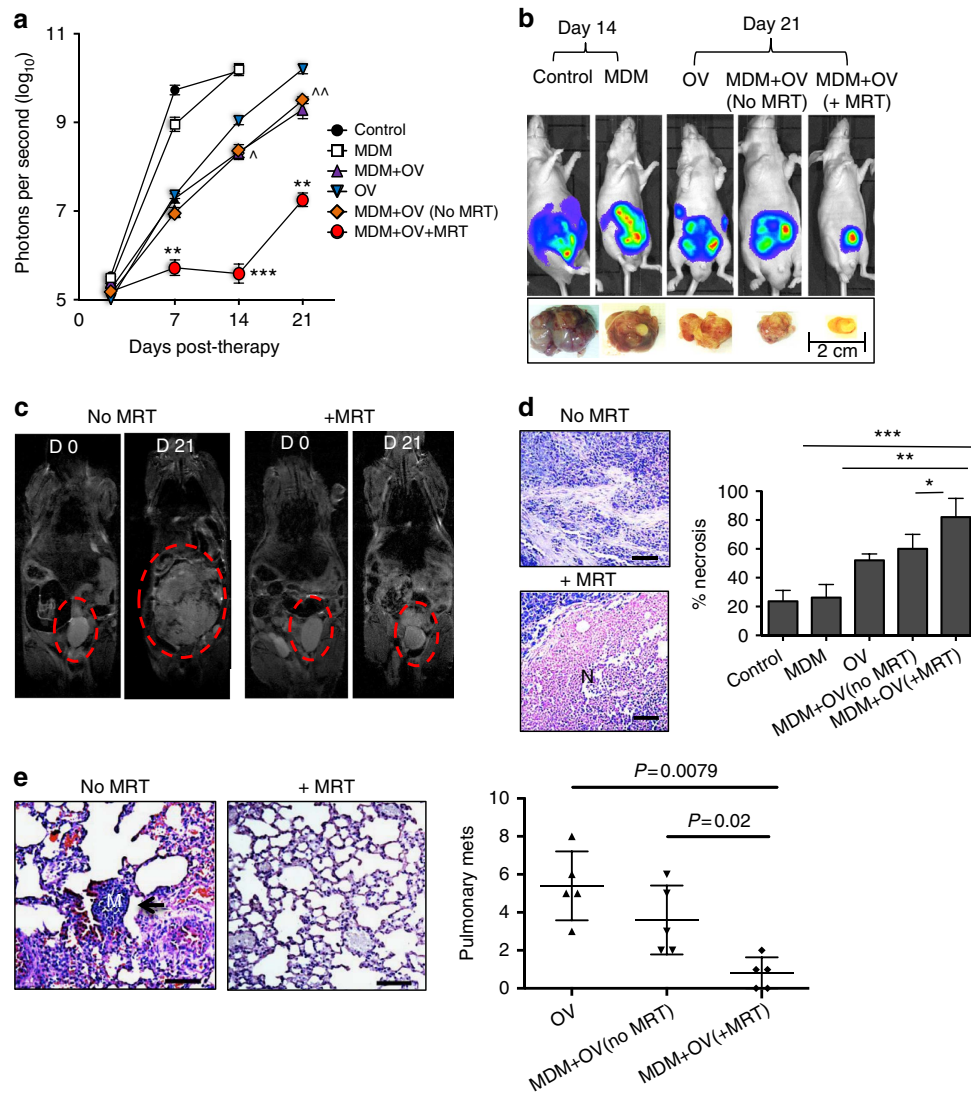 a
Photons per second (log10)
11
9
7
5
0
7
14
21
Days post-therapy
**
***
**
^
^^
Control
MDM
MDM+OV
OV
MDM+OV (No MRT)
MDM+OV+MRT
b
Day 14
Day 21
Control
MDM
OV
MDM+OV
(No MRT)
MDM+OV
(+ MRT)
2 cm
c
No MRT
+MRT
D 0
D 21
D 0
D 21
d
No MRT
+ MRT
N
% necrosis
100
80
60
40
20
0
***
**
*
Control
MDM
OV
MDM+OV(no MRT)
MDM+OV(+MRT)
e
No MRT
+ MRT
M
Pulmonary mets
10
8
6
4
2
0
P=0.0079
P=0.02
OV
MDM+OV(no MRT)
MDM+OV(+MRT)